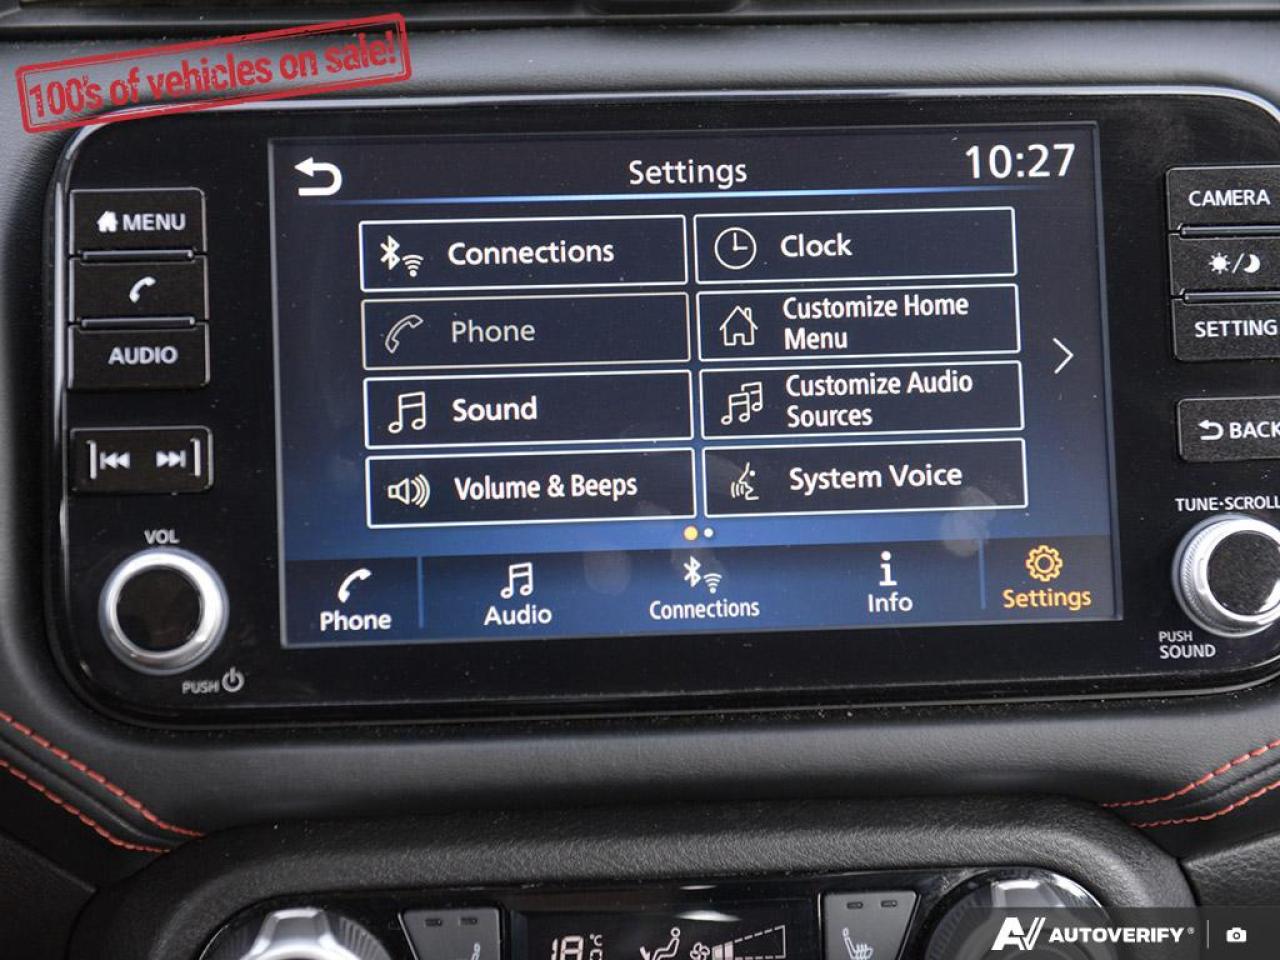 100's of vehicles on sale!
Settings
10:27
MENU
AUDIO
VOL
PUSH
Connections
Clock
Phone
Customize Home
Menu
Sound
Customize Audio
Sources
Volume & Beeps
System Voice
Phone
Audio
Connections
Info
Settings
CAMERA
SETTING
BACK
TUNE·SCROLL
PUSH
SOUND
18°C
AUTOVERIFY